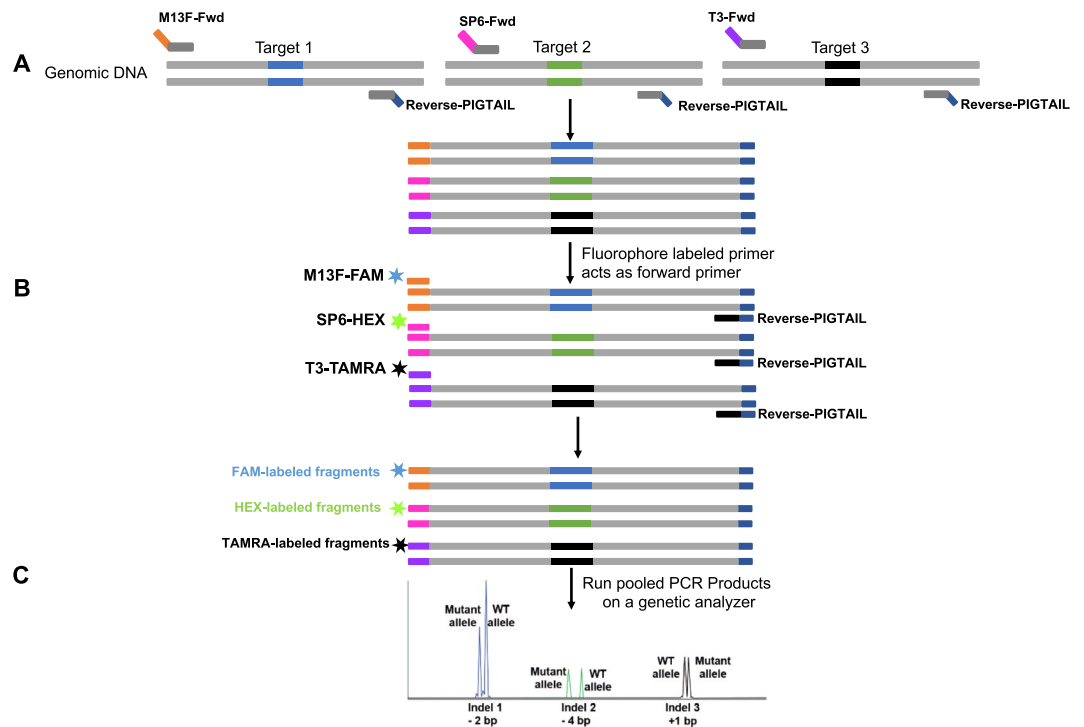 M13F-Fwd
SP6-Fwd
T3-Fwd
Target 1
Target 2
Target 3
A
Genomic DNA
Reverse-PIGTAIL
Reverse-PIGTAIL
Reverse-PIGTAIL
Fluorophore labeled primer
acts as forward primer
M13F-FAM
B
SP6-HEX
Reverse-PIGTAIL
T3-TAMRA
Reverse-PIGTAIL
Reverse-PIGTAIL
FAM-labeled fragments
HEX-labeled fragments
TAMRA-labeled fragments
C
Run pooled PCR Products
on a genetic analyzer
Mutant
allele
WT
allele
Mutant
allele
WT
allele
WT
allele
Mutant
allele
Indel 1
- 2 bp
Indel 2
- 4 bp
Indel 3
+1 bp